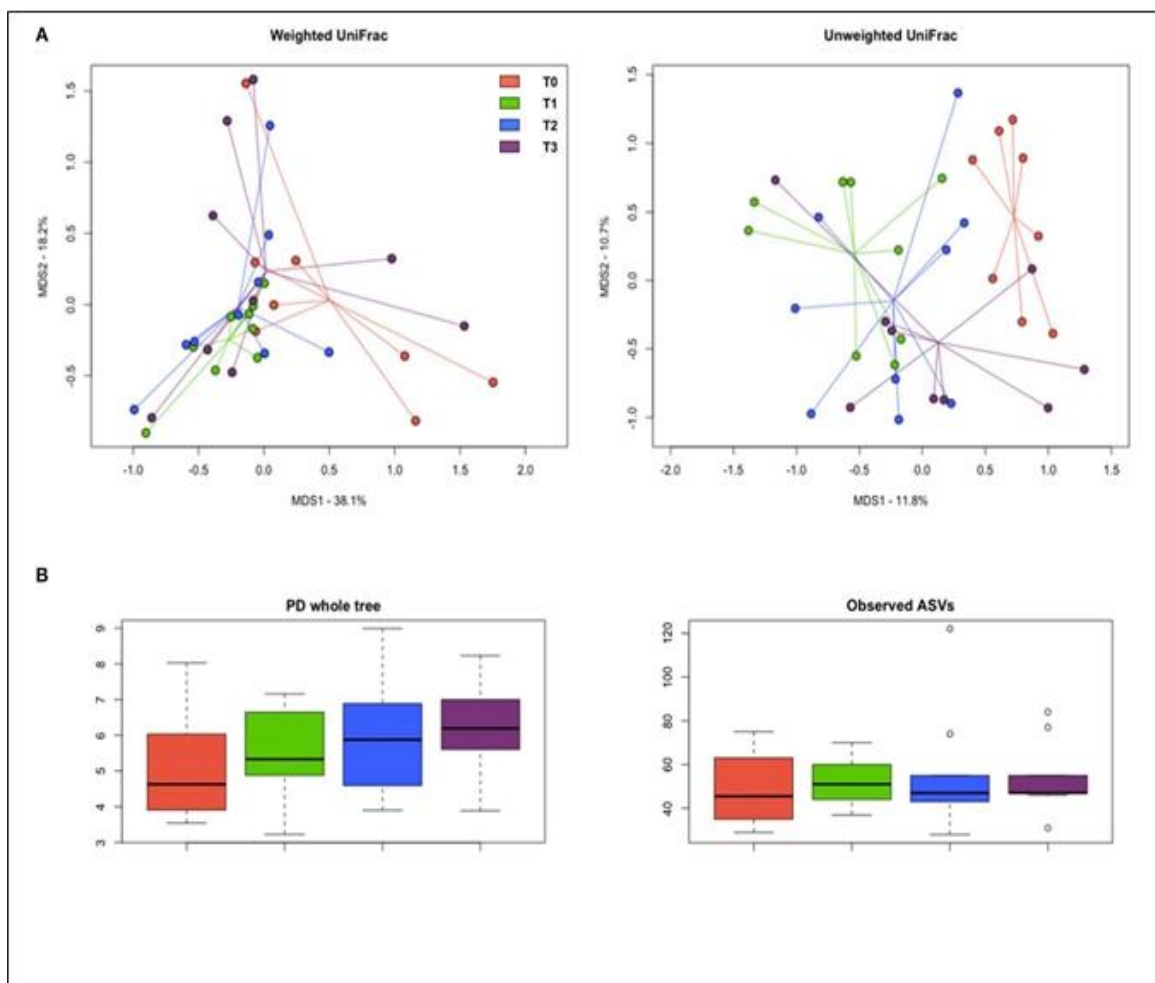 A
Weighted UniFrac
Unweighted UniFrac
T0
T1
T2
T3
MDS2 - 18.2%
1.5
1.0
0.5
0.0
-0.5
-1.0 -0.5 0.0 0.5 1.0 1.5 2.0
MDS1 - 38.1%
MDS2 - 10.7%
1.5
1.0
0.5
0.0
-0.5
-1.0
-2.0 -1.5 -1.0 -0.5 0.0 0.5 1.0 1.5
MDS1 - 11.8%
B
PD whole tree
9
8
7
6
5
4
3
Observed ASVs
120
100
80
60
40